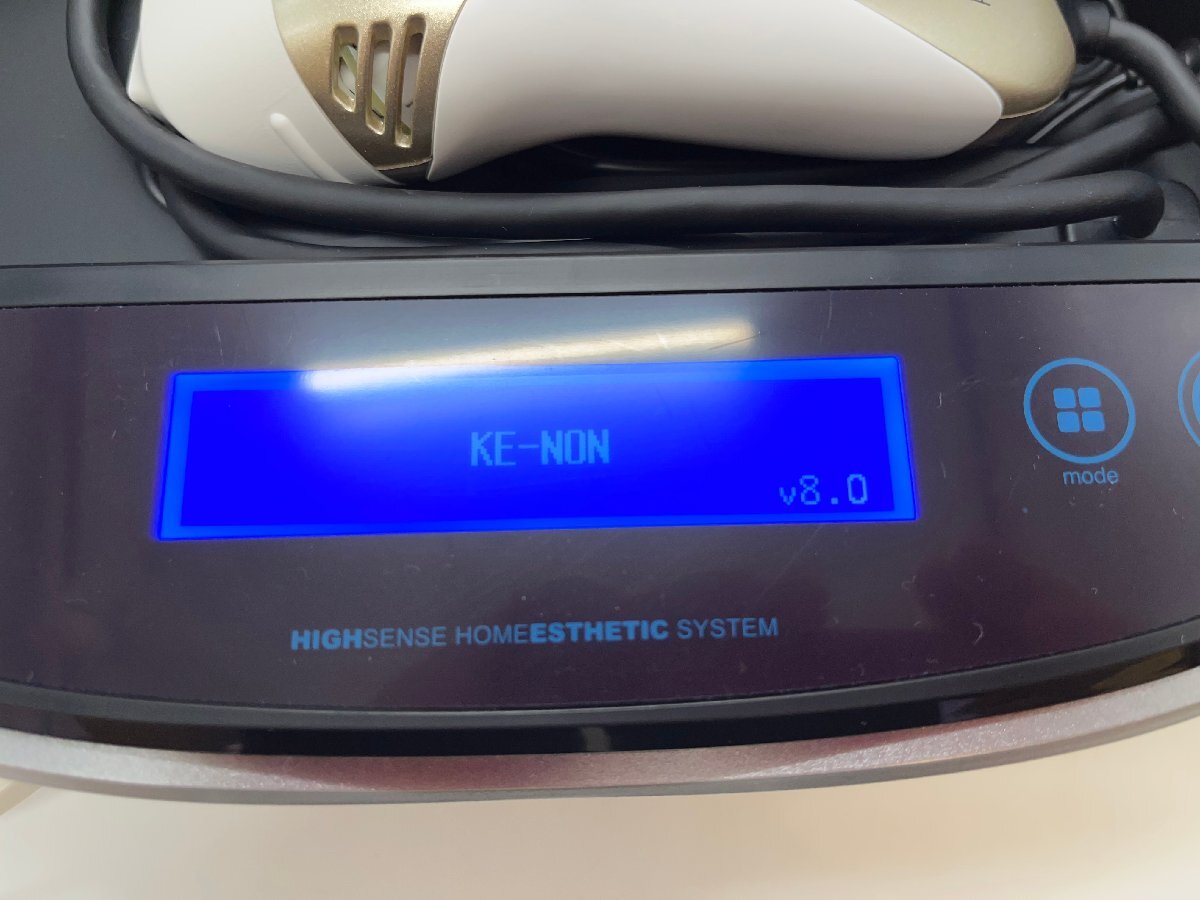 KE-NON
v8.0
mode
HIGHSENSE HOMEESTHETIC SYSTEM